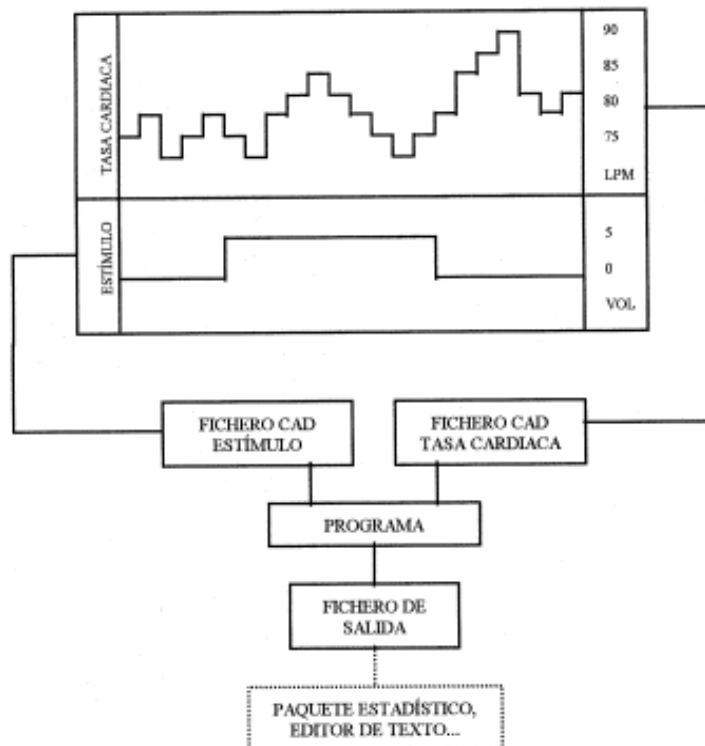 TASA CARDIACA
90
85
80
75
LPM
ESTÍMULO
5
0
VOL
FICHERO CAD
ESTÍMULO
FICHERO CAD
TASA CARDIACA
PROGRAMA
FICHERO DE
SALIDA
PAQUETE ESTADÍSTICO,
EDITOR DE TEXTO...